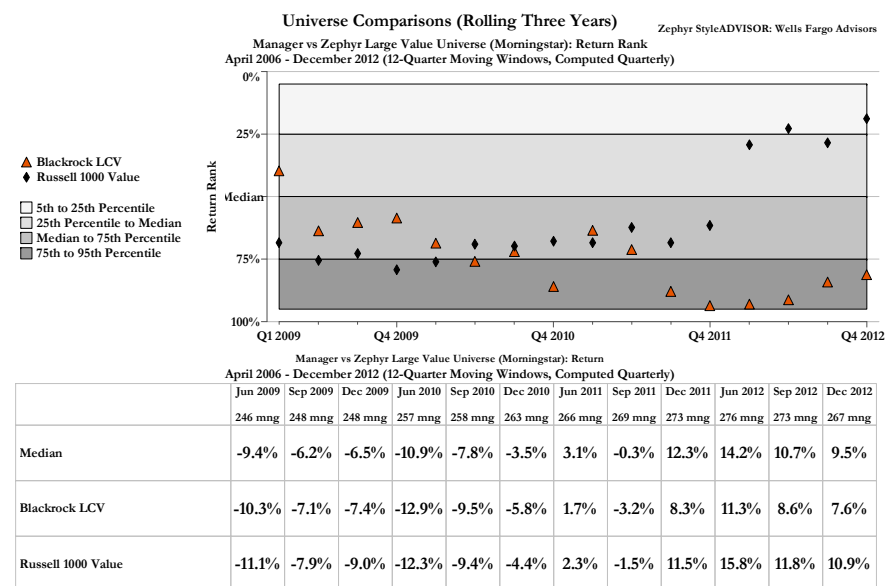 Universe Comparisons (Rolling Three Years)
Zephyr StyleADVISOR: Wells Fargo Advisors
Manager vs Zephyr Large Value Universe (Morningstar): Return Rank
April 2006 - December 2012 (12-Quarter Moving Windows, Computed Quarterly)
Blackrock LCV
Russell 1000 Value
5th to 25th Percentile
25th Percentile to Median
Median to 75th Percentile
75th to 95th Percentile
Return Rank
0%
25%
Median
75%
100%
Q1 2009 Q4 2009 Q4 2010 Q4 2011 Q4 2012
Manager vs Zephyr Large Value Universe (Morningstar): Return
April 2006 - December 2012 (12-Quarter Moving Windows, Computed Quarterly)
Jun 2009 Sep 2009 Dec 2009 Jun 2010 Sep 2010 Dec 2010 Jun 2011 Sep 2011 Dec 2011 Jun 2012 Sep 2012 Dec 2012
246 mng 248 mng 248 mng 257 mng 258 mng 263 mng 266 mng 269 mng 273 mng 276 mng 273 mng 267 mng
Median -9.4% -6.2% -6.5% -10.9% -7.8% -3.5% 3.1% -0.3% 12.3% 14.2% 10.7% 9.5%
Blackrock LCV -10.3% -7.1% -7.4% -12.9% -9.5% -5.8% 1.7% -3.2% 8.3% 11.3% 8.6% 7.6%
Russell 1000 Value -11.1% -7.9% -9.0% -12.3% -9.4% -4.4% 2.3% -1.5% 11.5% 15.8% 11.8% 10.9%